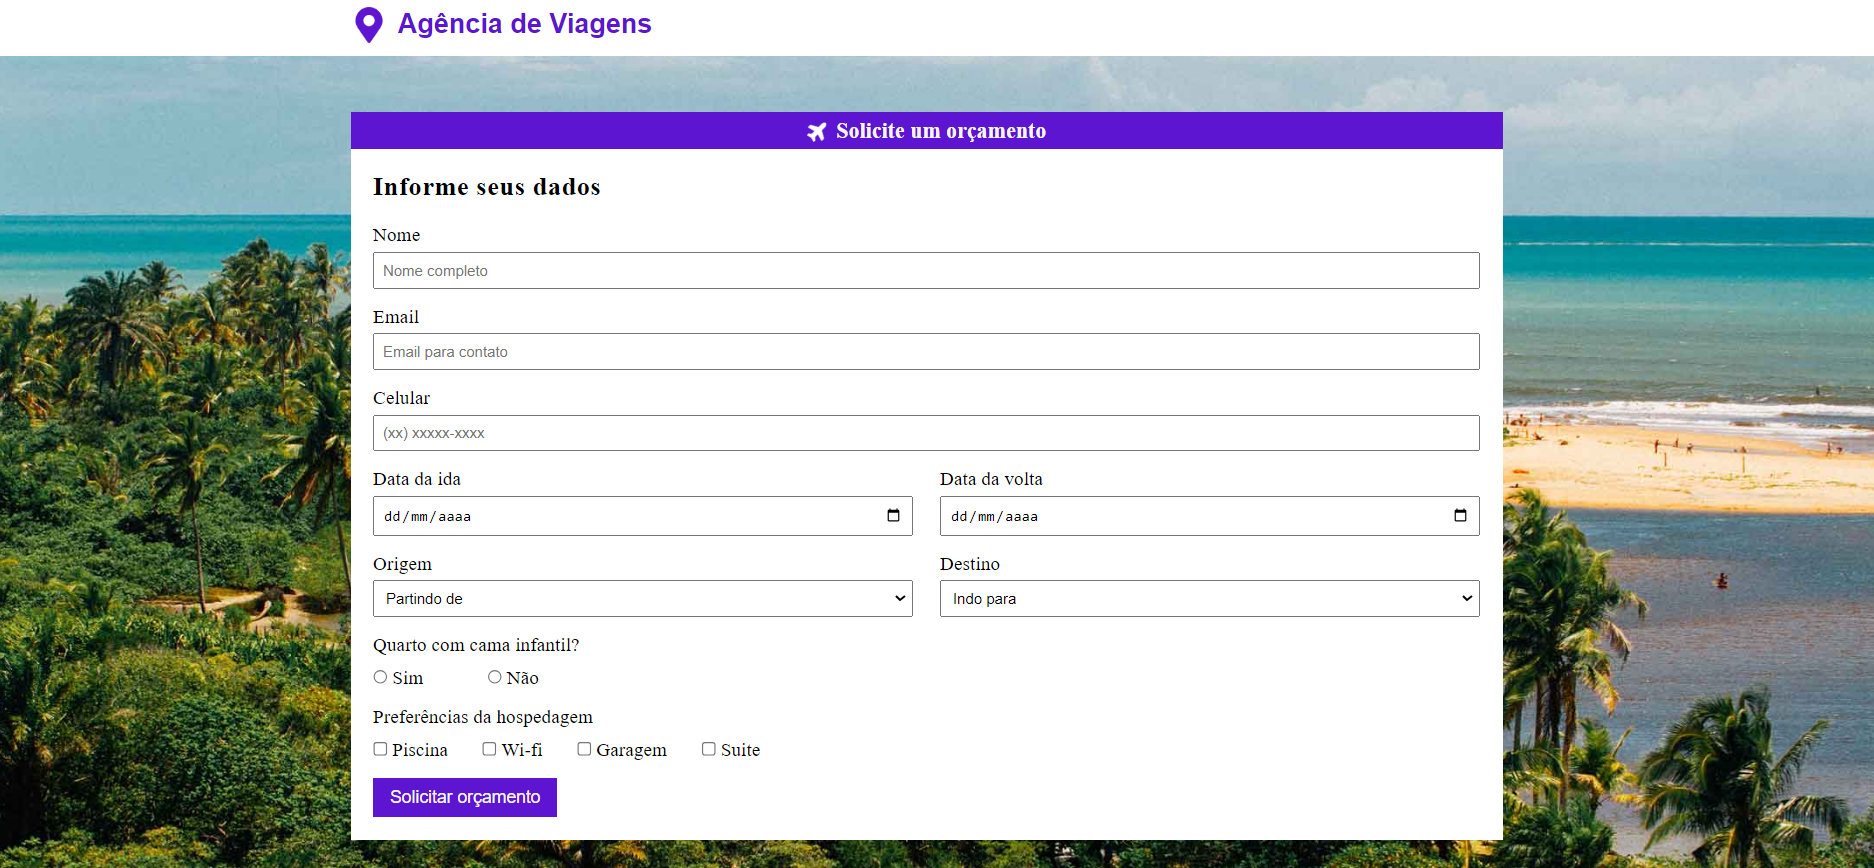 Agência de Viagens
Solicite um orçamento
Informe seus dados
Nome
Nome completo
Email
Email para contato
Celular
(xx) xxxxx-xxxx
Data da ida
Data da volta
dd/mm/aaaa
dd/mm/aaaa
Origem
Destino
Partindo de
Indo para
Quarto com cama infantil?
Sim Não
Preferências da hospedagem
Piscina Wi-fi Garagem Suite
Solicitar orçamento